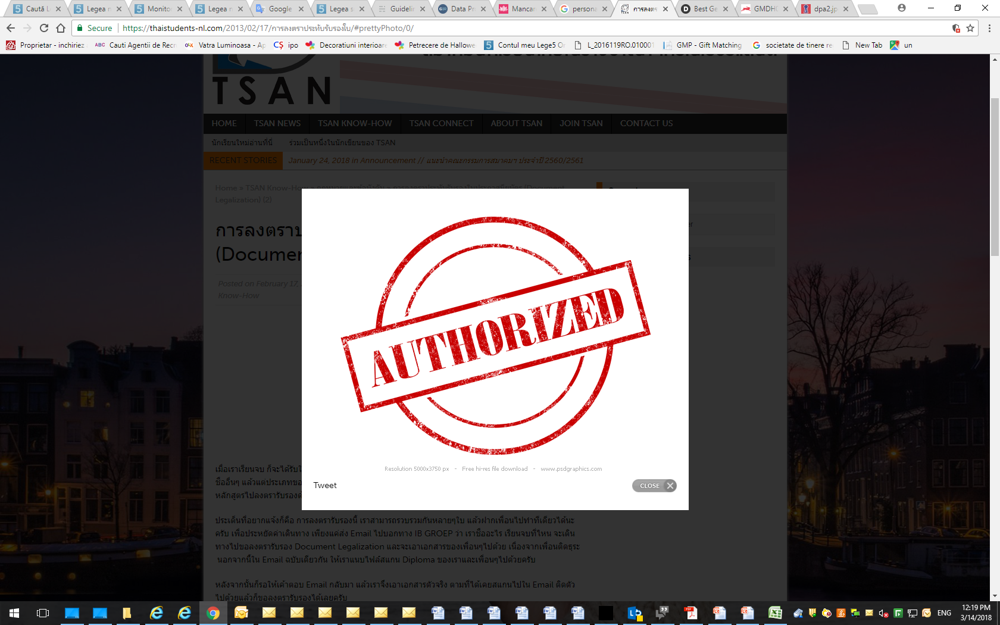 Caută L
Legea n
Monito
Legea n
Google
Legea s
Guidelin
Data Pr
Mancar
persona
การลงตร
Best Ge
GMDH
dpa2.jp
Secure
https://thaistudents-nl.com/2013/02/17/การลงตราประทับรับรองใบ/#prettyPhoto/0/
Proprietar - inchiriez
ABC Cauti Agentii de Recr
OLX Vatra Luminoasa - Ap
CȘ ipo
Decoratiuni interioare
Petrecere de Hallowe
Contul meu Lege5 On
L_2016119RO.010001
GMP - Gift Matching
societate de tinere re
New Tab
un
TSAN
HOME TSAN NEWS TSAN KNOW-HOW TSAN CONNECT ABOUT TSAN JOIN TSAN CONTACT US
นักเรียนใหม่อ่านที่นี่ ร่วมเป็นหนึ่งในนักเขียนของ TSAN
RECENT STORIES January 24, 2018 in Announcement // แนะนำคณะกรรมการสมาคมฯ ประจำปี 2560/2561
Home » TSAN Know-How
Legalization) (2)
การลงตราป
(Documen
Posted on February 17,
Know-How
AUTHORIZED
Resolution 5000x3750 px - Free hi-res file download - www.psdgraphics.com
Tweet
CLOSE
เมื่อเราเรียนจบ ก็จะได้รับใ
ชื่ออื่นๆ แล้วแต่ประเภทขอ
หลักสูตรไปลงตรารับรองด้
ประเด็นที่อยากแจ้งก็คือ การลงตรารับรองนี้ เราสามารถรวบรวมกันหลายๆใบ แล้วฝากเพื่อนไปทำทีเดียวได้นะ
ครับ เพื่อประหยัดค่าเดินทาง เพียงแค่ส่ง Email ไปบอกทาง IB GROEP ว่า เราชื่ออะไร เรียนจบที่ไหน จะเดิน
ทางไปขอลงตรารับรอง Document Legalization และจะเอาเอกสารของเพื่อนๆไปด้วย เนื่องจากเพื่อนติดธุระ
นอกจากนี้ใน Email ฉบับเดียวกัน ให้เราแนบไฟล์สแกน Diploma ของเราและเพื่อนๆไปด้วยครับ
หลังจากนั้นก็รอให้เค้าตอบ Email กลับมา แล้วเราจึงเอาเอกสารตัวจริง ตามที่ได้เคยสแกนไปใน Email ติดตัว
ไปด้วยแล้วก็ขอลงตรารับรองได้เลยครับ
ENG
12:19 PM
3/14/2018